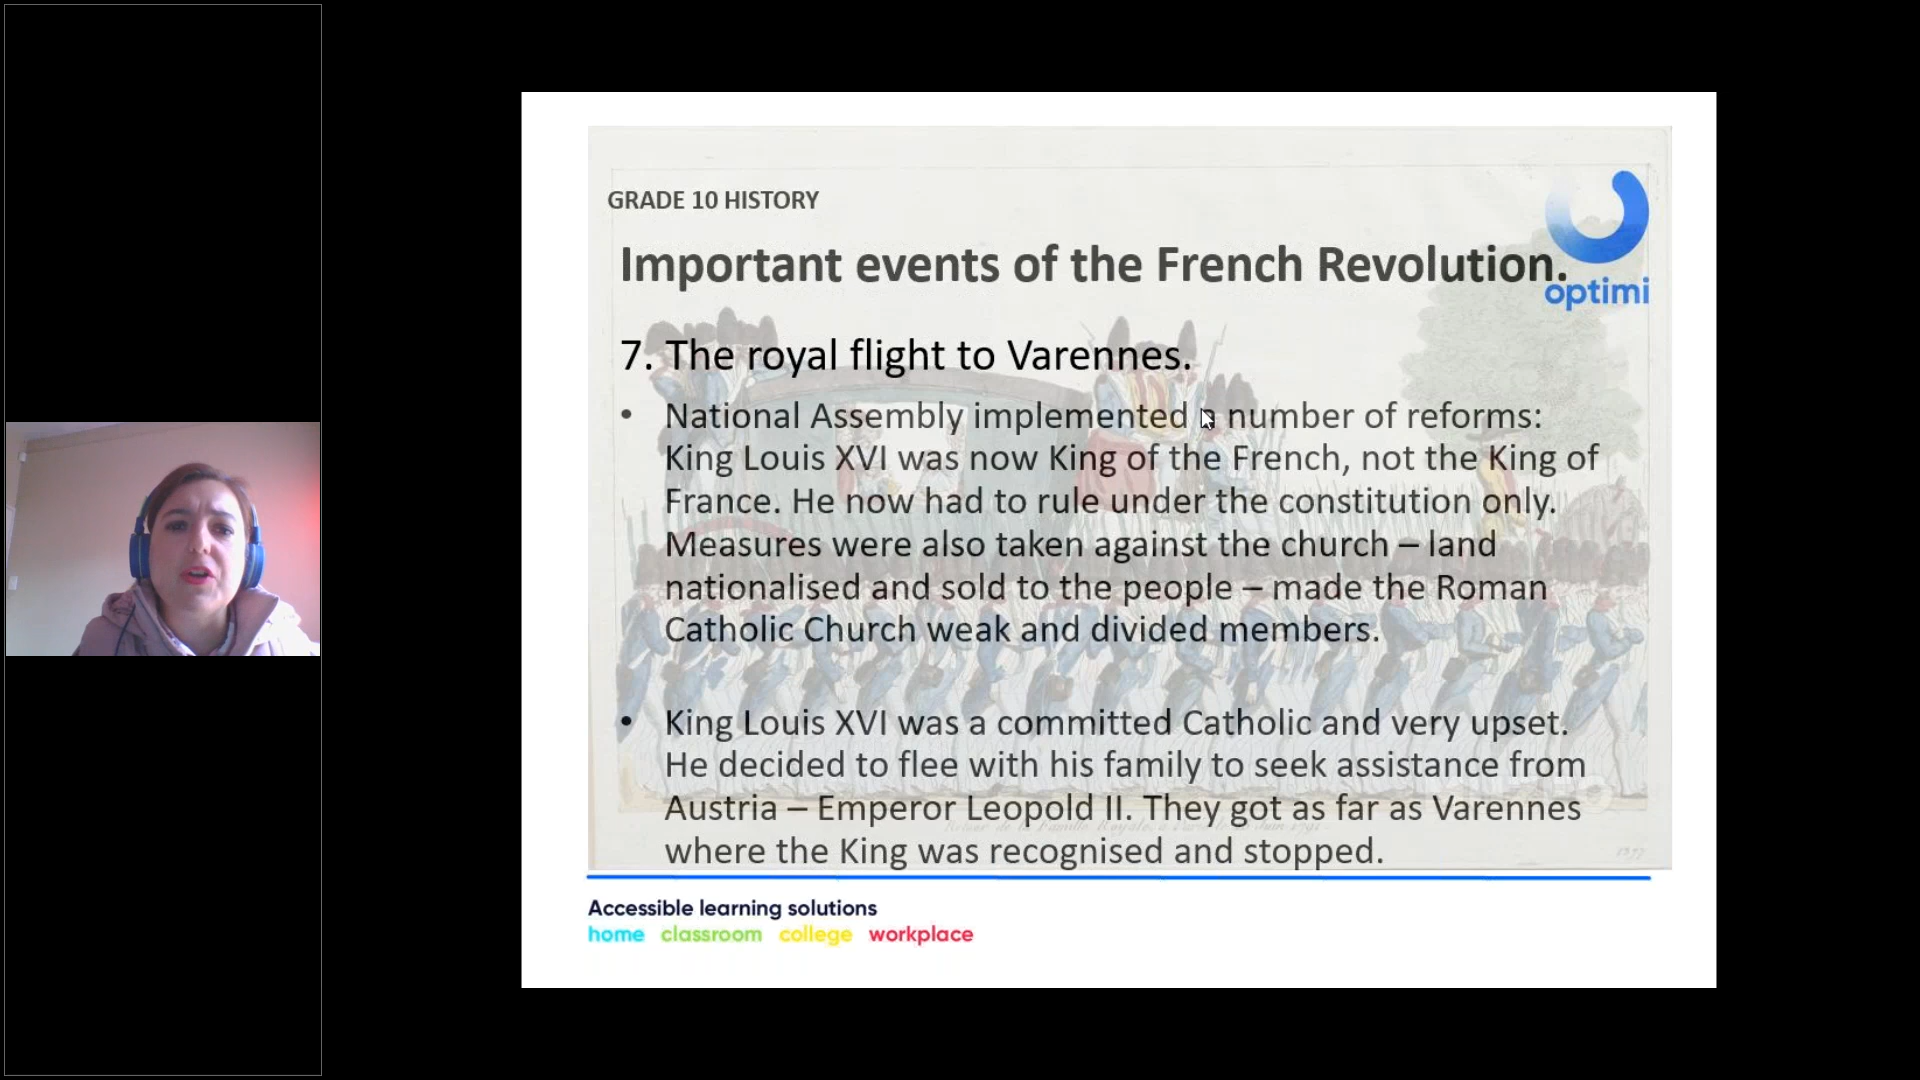 GRADE 10 HISTORY
Important events of the French Revolution.
optimi
7. The royal flight to Varennes.
• National Assembly implemented a number of reforms:
King Louis XVI was now King of the French, not the King of
France. He now had to rule under the constitution only.
Measures were also taken against the church – land
nationalised and sold to the people – made the Roman
Catholic Church weak and divided members.
• King Louis XVI was a committed Catholic and very upset.
He decided to flee with his family to seek assistance from
Austria – Emperor Leopold II. They got as far as Varennes
where the King was recognised and stopped.
Accessible learning solutions
home classroom college workplace